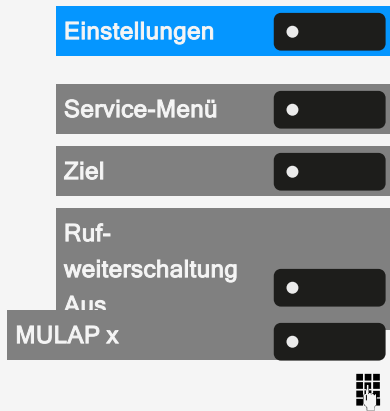 Einstellungen
Service-Menü
Ziel
Ruf-
weiterschaltung
Aus
MULAP x